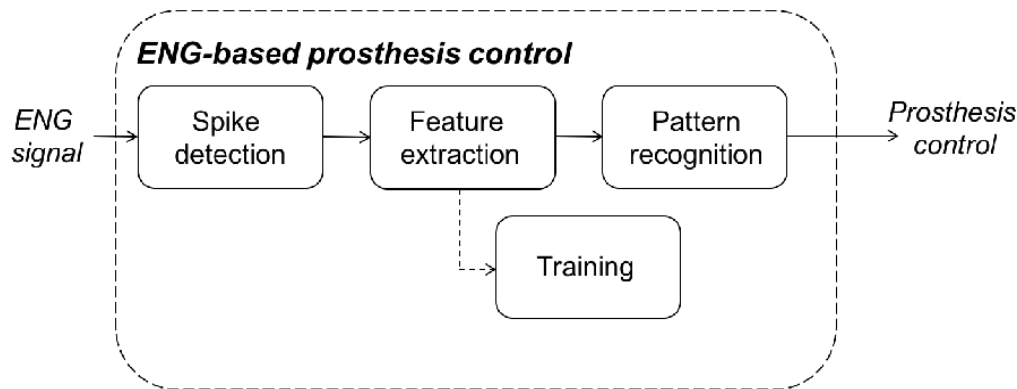 ENG-based prosthesis control
ENG
signal
Spike
detection
Feature
extraction
Pattern
recognition
Prosthesis
control
Training